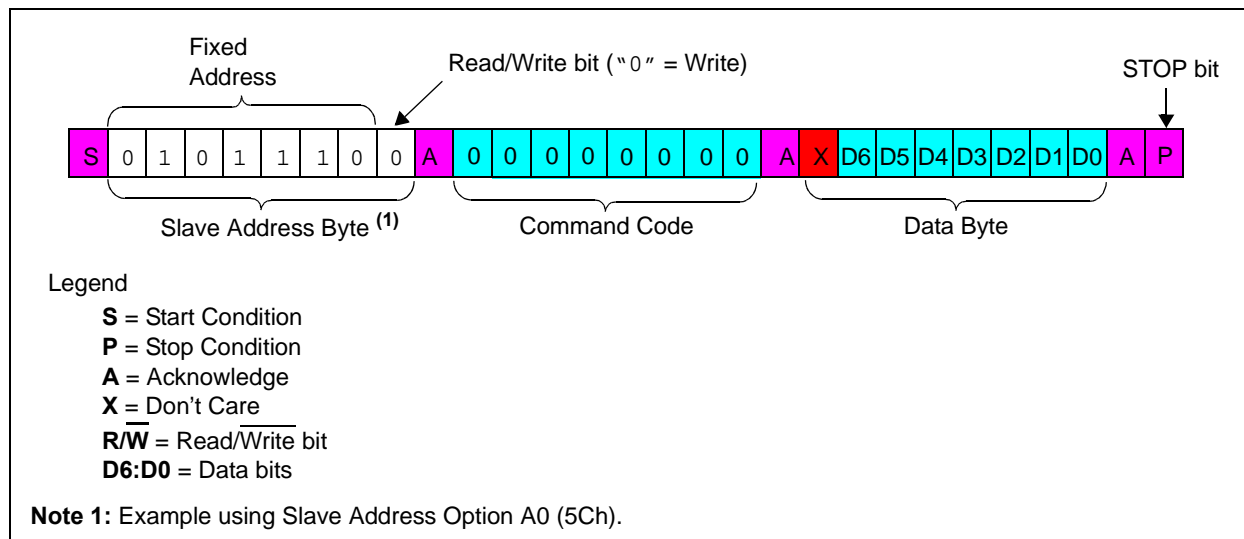 Fixed
Address
Read/Write bit ("0" = Write)
STOP bit
S 0 1 0 1 1 1 0 0 A 0 0 0 0 0 0 0 0 A X D6 D5 D4 D3 D2 D1 D0 A P
Slave Address Byte (1)
Command Code
Data Byte
Legend
S = Start Condition
P = Stop Condition
A = Acknowledge
X = Don't Care
R/W̅ = Read/W̅r̅i̅t̅e̅ bit
D6:D0 = Data bits
Note 1: Example using Slave Address Option A0 (5Ch).